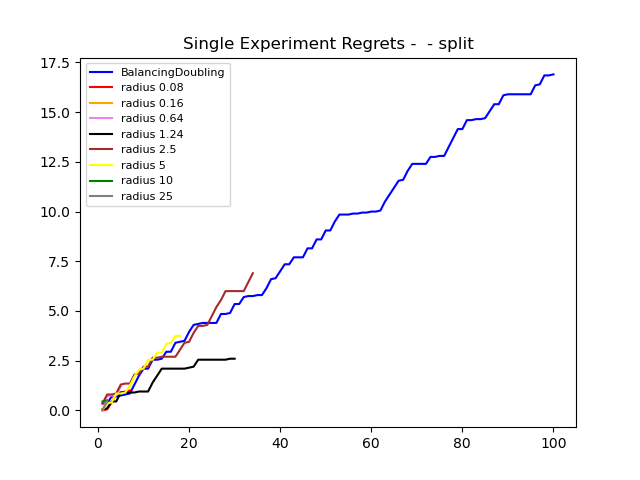 Single Experiment Regrets -  - split
17.5
15.0
12.5
10.0
7.5
5.0
2.5
0.0
BalancingDoubling
radius 0.08
radius 0.16
radius 0.64
radius 1.24
radius 2.5
radius 5
radius 10
radius 25
0 20 40 60 80 100